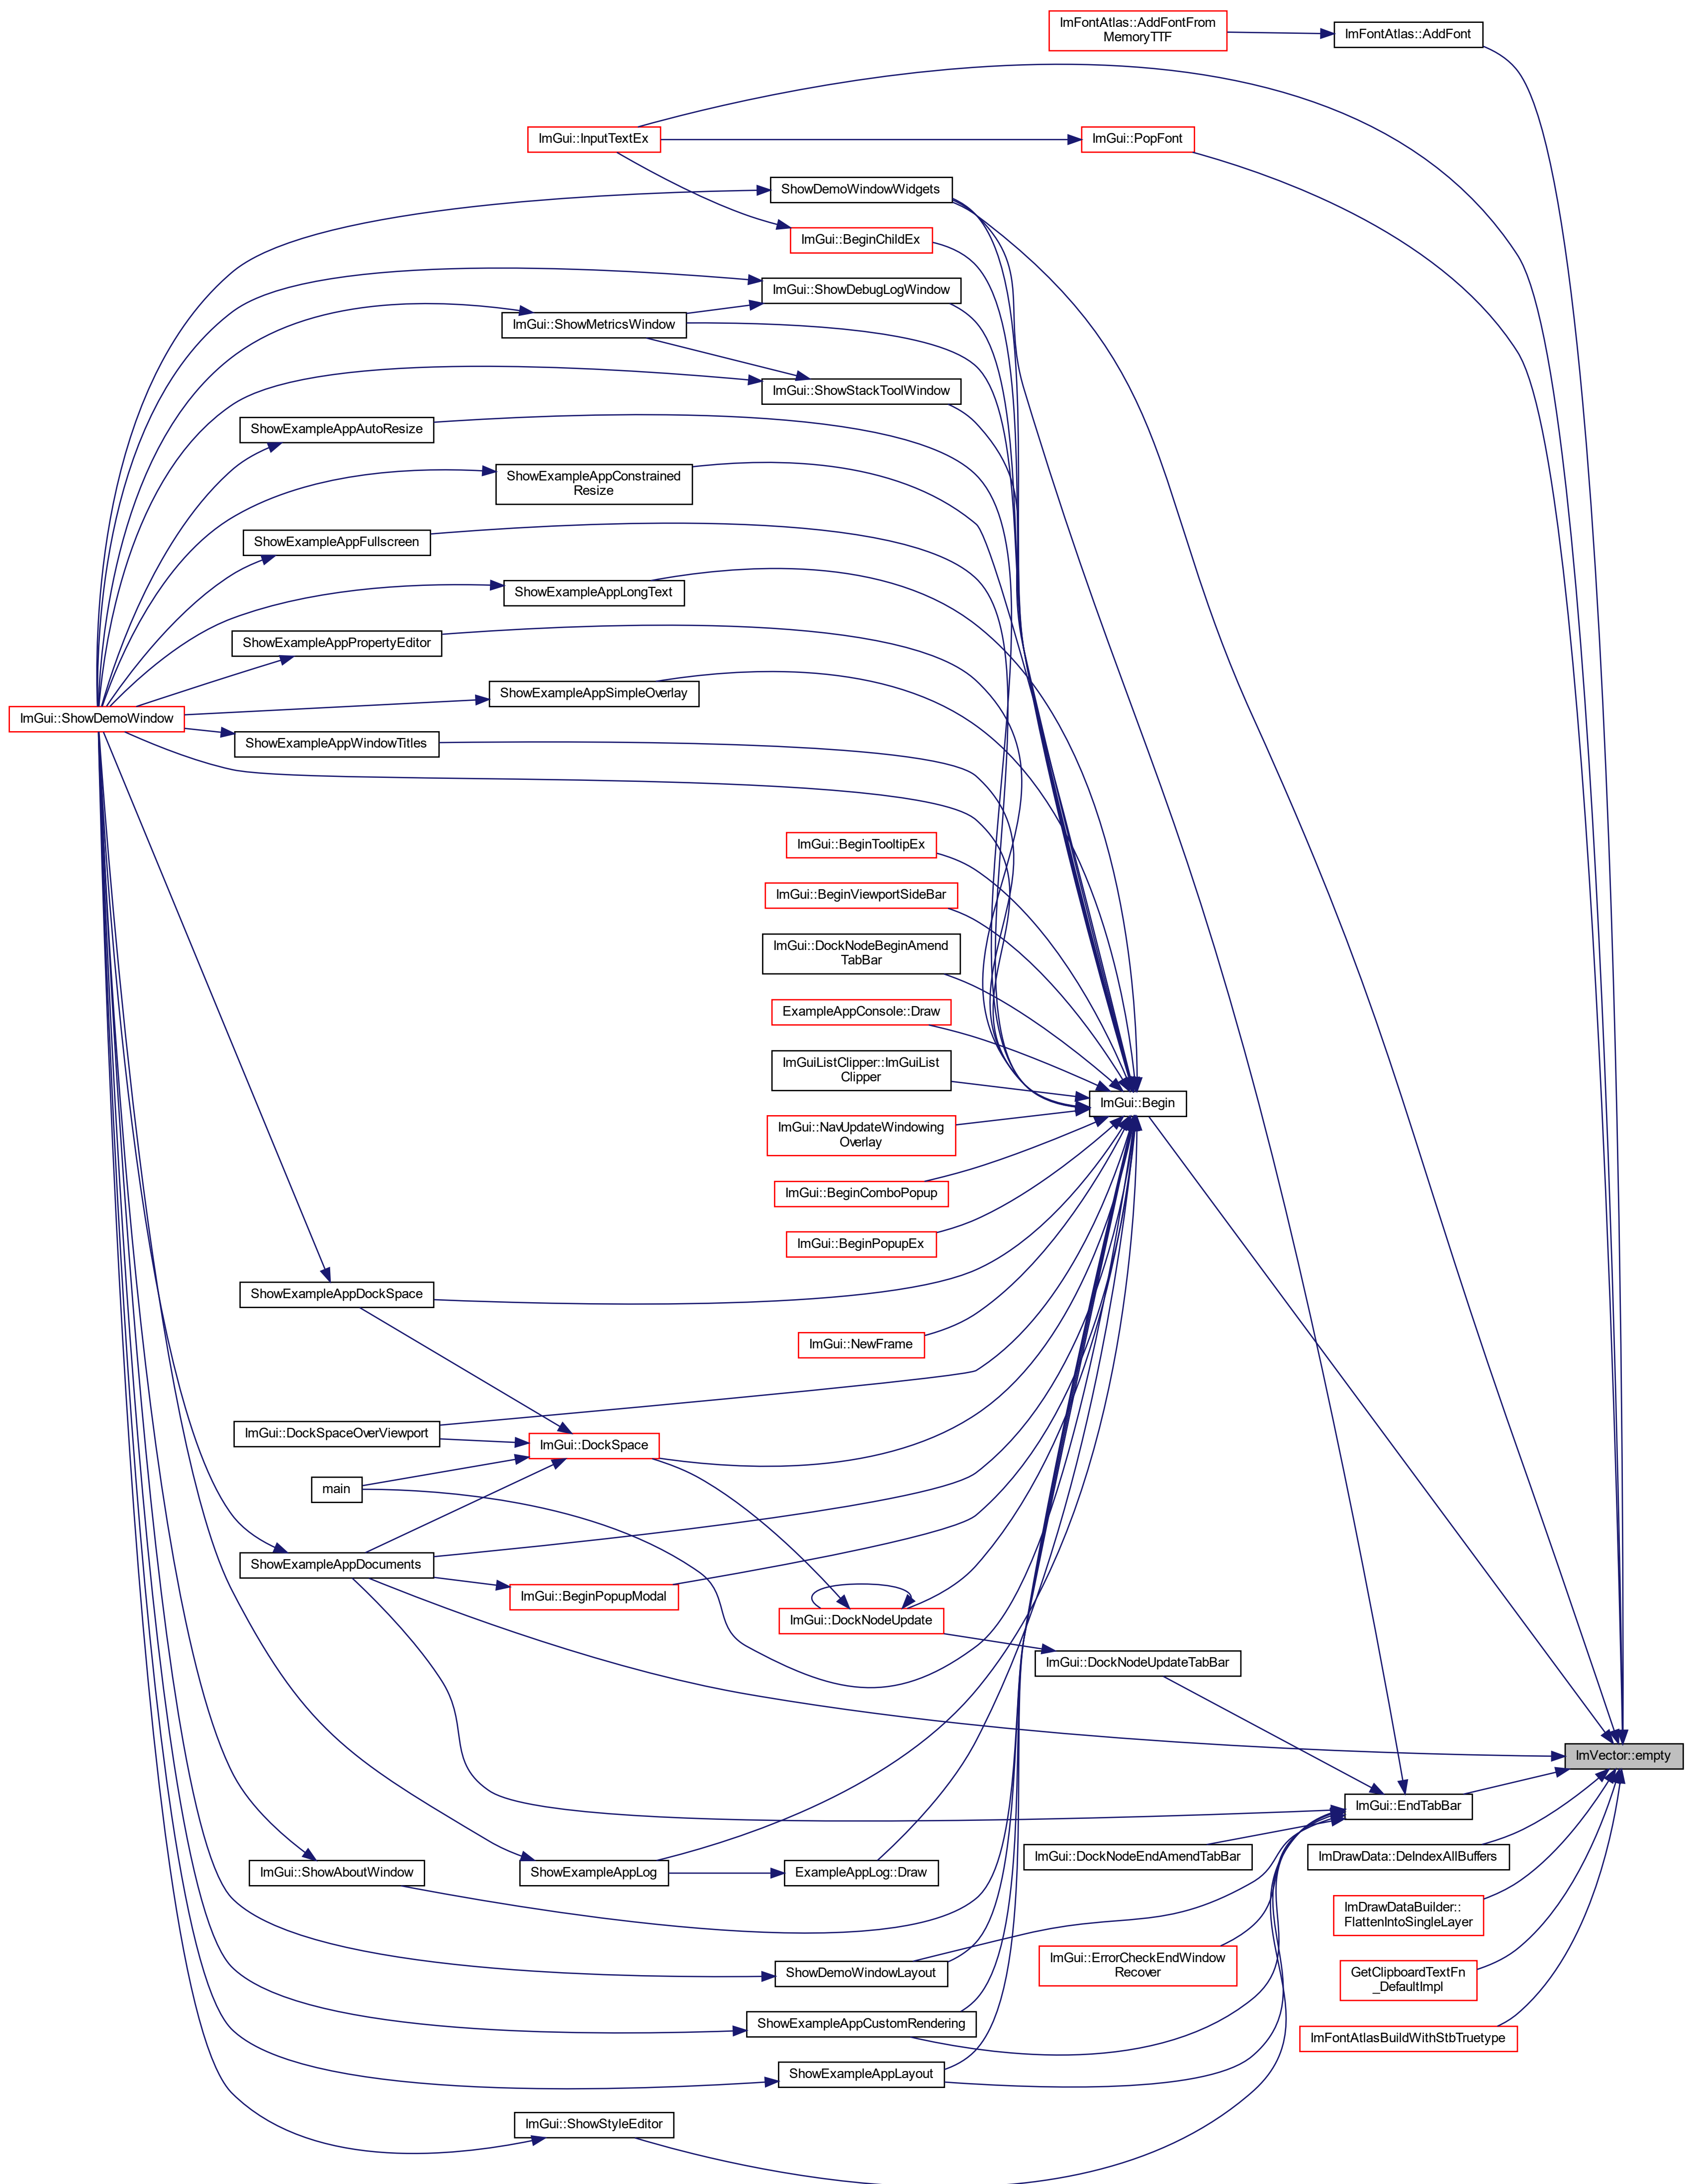 ImFontAtlas::AddFontFrom
MemoryTTF
ImFontAtlas::AddFont
ImGui::InputTextEx
ImGui::PopFont
ShowDemoWindowWidgets
ImGui::BeginChildEx
ImGui::ShowDebugLogWindow
ImGui::ShowMetricsWindow
ImGui::ShowStackToolWindow
ShowExampleAppAutoResize
ShowExampleAppConstrained
Resize
ShowExampleAppFullscreen
ShowExampleAppLongText
ShowExampleAppPropertyEditor
ShowExampleAppSimpleOverlay
ImGui::ShowDemoWindow
ShowExampleAppWindowTitles
ImGui::BeginTooltipEx
ImGui::BeginViewportSideBar
ImGui::DockNodeBeginAmend
TabBar
ExampleAppConsole::Draw
ImGuiListClipper::ImGuiList
Clipper
ImGui::Begin
ImGui::NavUpdateWindowing
Overlay
ImGui::BeginComboPopup
ImGui::BeginPopupEx
ShowExampleAppDockSpace
ImGui::NewFrame
ImGui::DockSpaceOverViewport
ImGui::DockSpace
main
ShowExampleAppDocuments
ImGui::BeginPopupModal
ImGui::DockNodeUpdate
ImGui::DockNodeUpdateTabBar
ImVector::empty
ImGui::EndTabBar
ImGui::DockNodeEndAmendTabBar
ImDrawData::DeIndexAllBuffers
ImGui::ShowAboutWindow
ShowExampleAppLog
ExampleAppLog::Draw
ImDrawDataBuilder::
FlattenIntoSingleLayer
ImGui::ErrorCheckEndWindow
Recover
ShowDemoWindowLayout
GetClipboardTextFn
_DefaultImpl
ShowExampleAppCustomRendering
ImFontAtlasBuildWithStbTruetype
ShowExampleAppLayout
ImGui::ShowStyleEditor